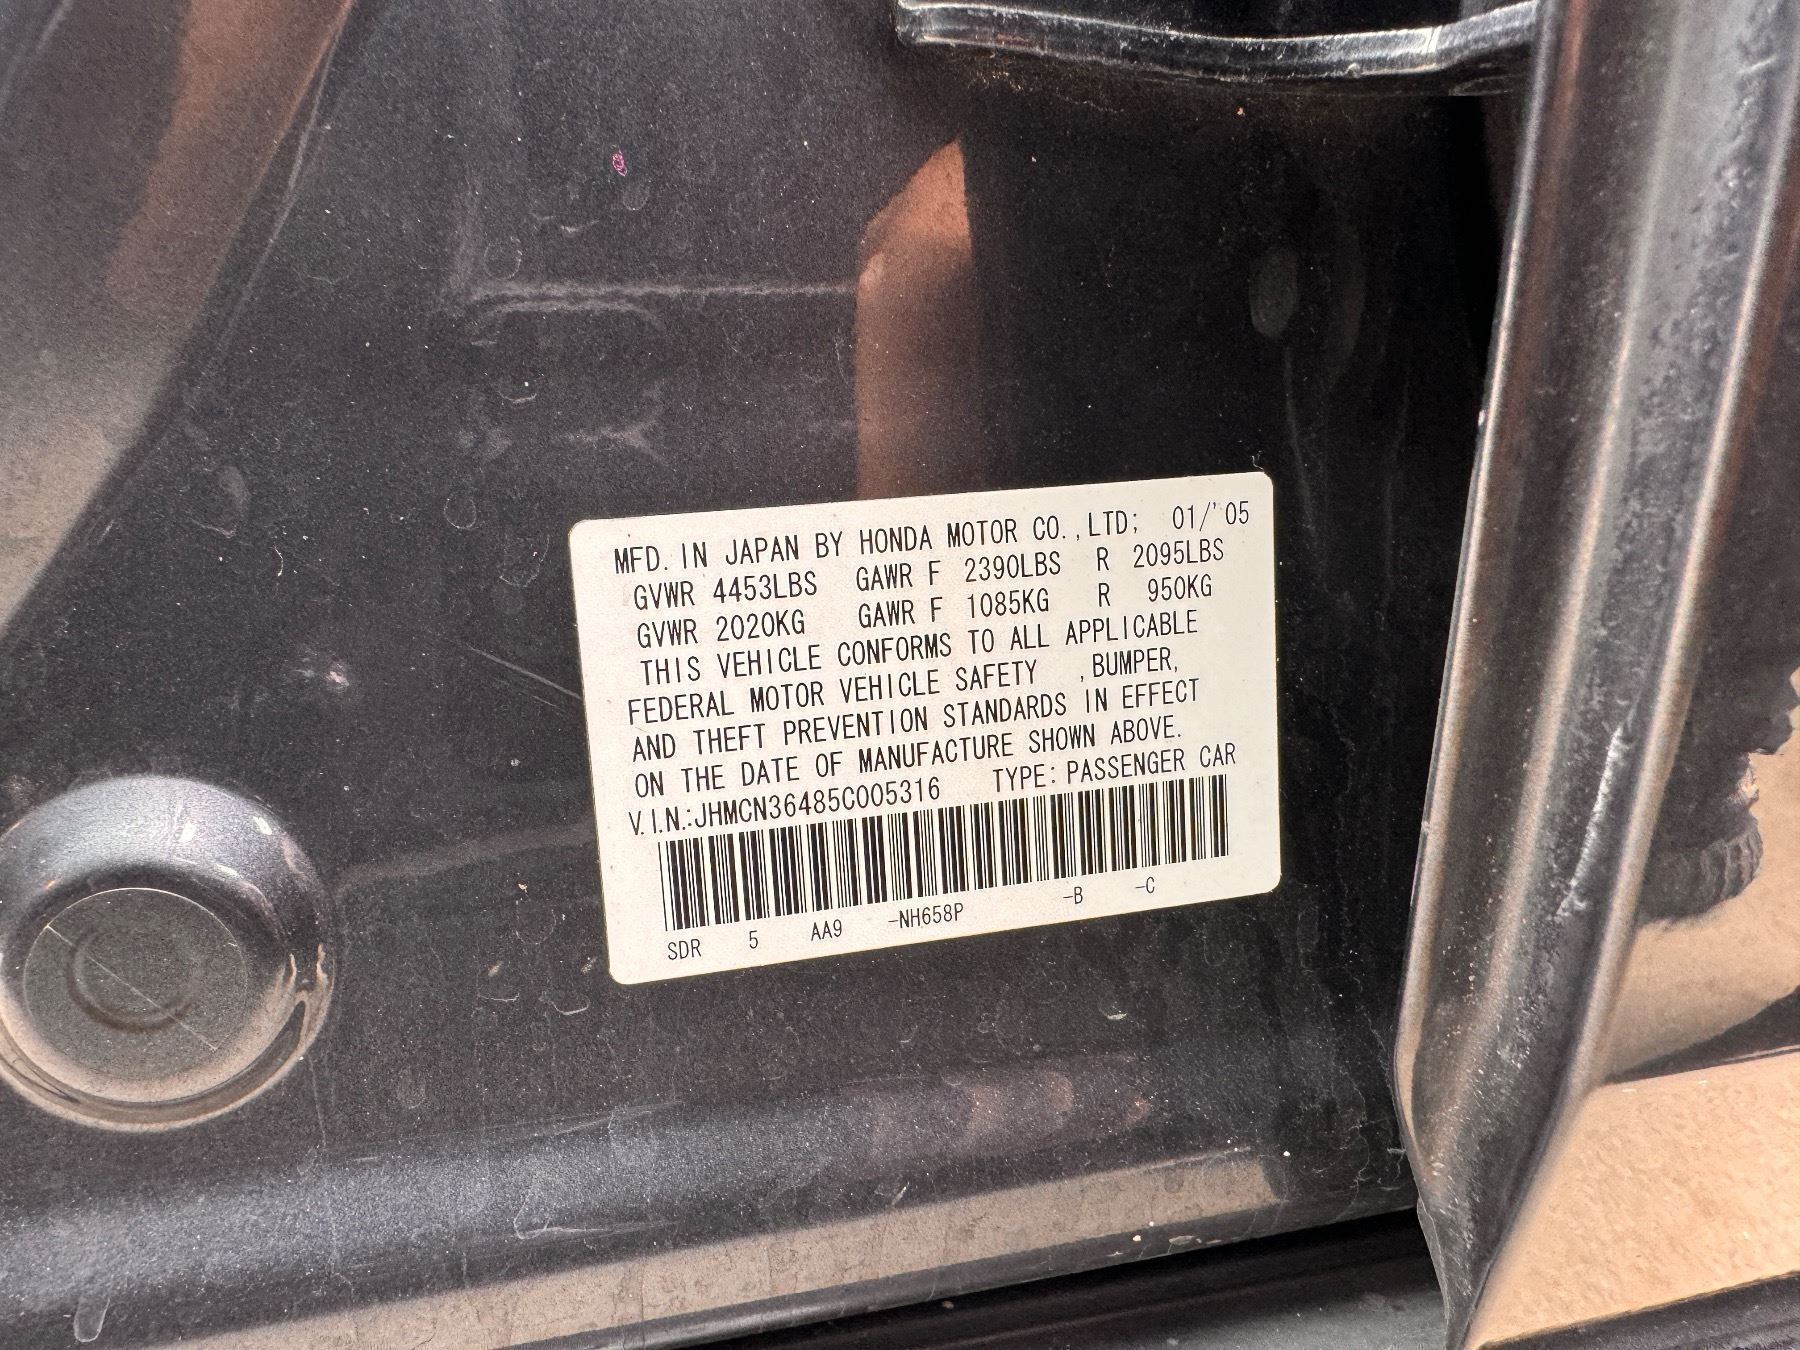 MFD. IN JAPAN BY HONDA MOTOR CO.,LTD; 01/'05
GVWR 4453LBS GAWR F 2390LBS R 2095LBS
GVWR 2020KG GAWR F 1085KG R 950KG
THIS VEHICLE CONFORMS TO ALL APPLICABLE
FEDERAL MOTOR VEHICLE SAFETY ,BUMPER,
AND THEFT PREVENTION STANDARDS IN EFFECT
ON THE DATE OF MANUFACTURE SHOWN ABOVE.
V.I.N.:JHMCN36485C005316 TYPE: PASSENGER CAR
SDR 5 AA9 -NH658P -B -C